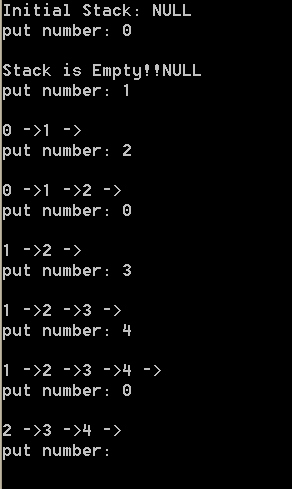 Initial Stack: NULL
put number: 0
Stack is Empty!!NULL
put number: 1
0 ->1 ->
put number: 2
0 ->1 ->2 ->
put number: 0
1 ->2 ->
put number: 3
1 ->2 ->3 ->
put number: 4
1 ->2 ->3 ->4 ->
put number: 0
2 ->3 ->4 ->
put number: